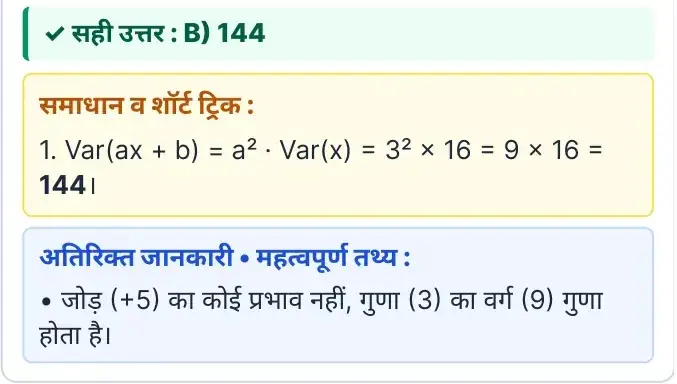 ✓ सही उत्तर : B) 144
समाधान व शॉर्ट ट्रिक :
1. Var(ax + b) = a² · Var(x) = 3² × 16 = 9 × 16 =
144।
अतिरिक्त जानकारी • महत्वपूर्ण तथ्य :
• जोड़ (+5) का कोई प्रभाव नहीं, गुणा (3) का वर्ग (9) गुणा
होता है।